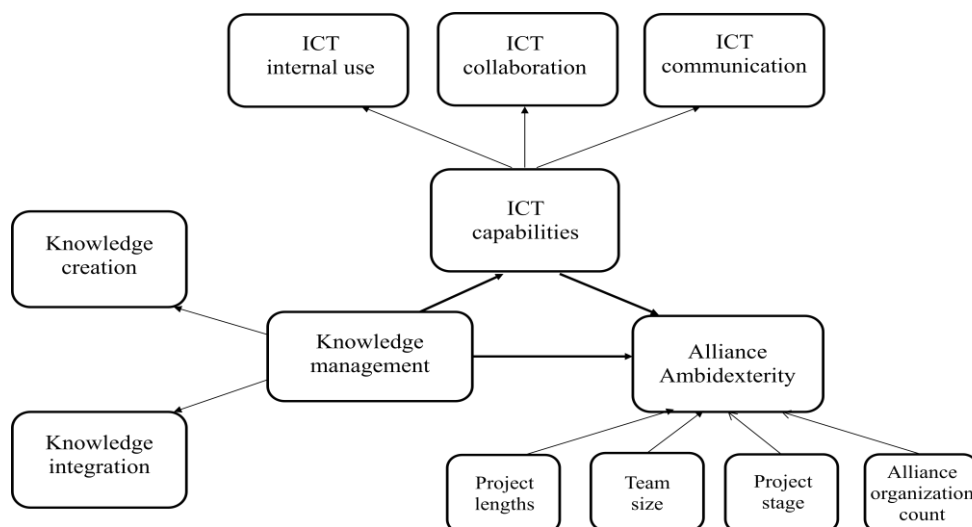 ICT
internal use
ICT
collaboration
ICT
communication
ICT
capabilities
Knowledge
creation
Knowledge
management
Alliance
Ambidexterity
Knowledge
integration
Project
lengths
Team
size
Project
stage
Alliance
organization
count